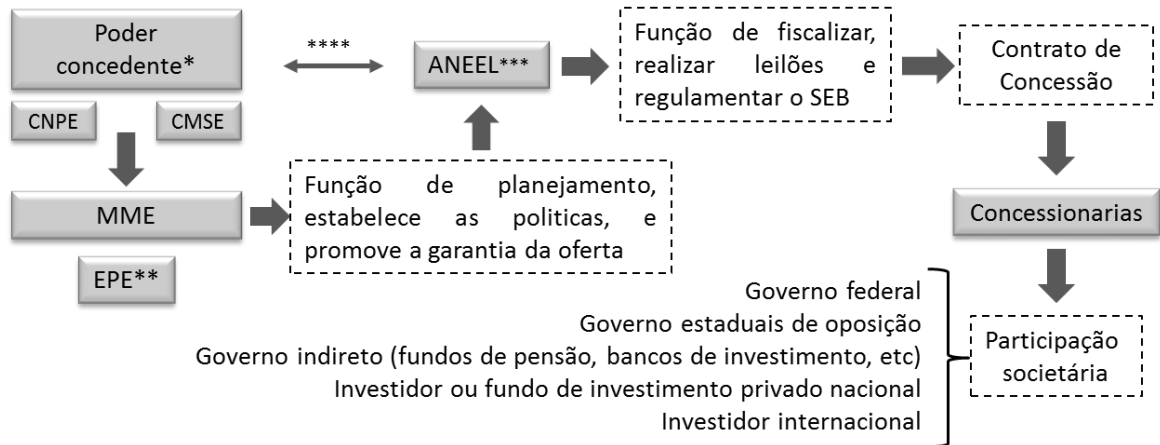 Poder
concedente*
CNPE
CMSE
****
ANEEL***
Função de fiscalizar,
realizar leilões e
regulamentar o SEB
Contrato de
Concessão
MME
EPE**
Função de planejamento,
estabelece as politicas, e
promove a garantia da oferta
Concessionarias
Participação
societária
Governo federal
Governo estaduais de oposição
Governo indireto (fundos de pensão, bancos de investimento, etc)
Investidor ou fundo de investimento privado nacional
Investidor internacional